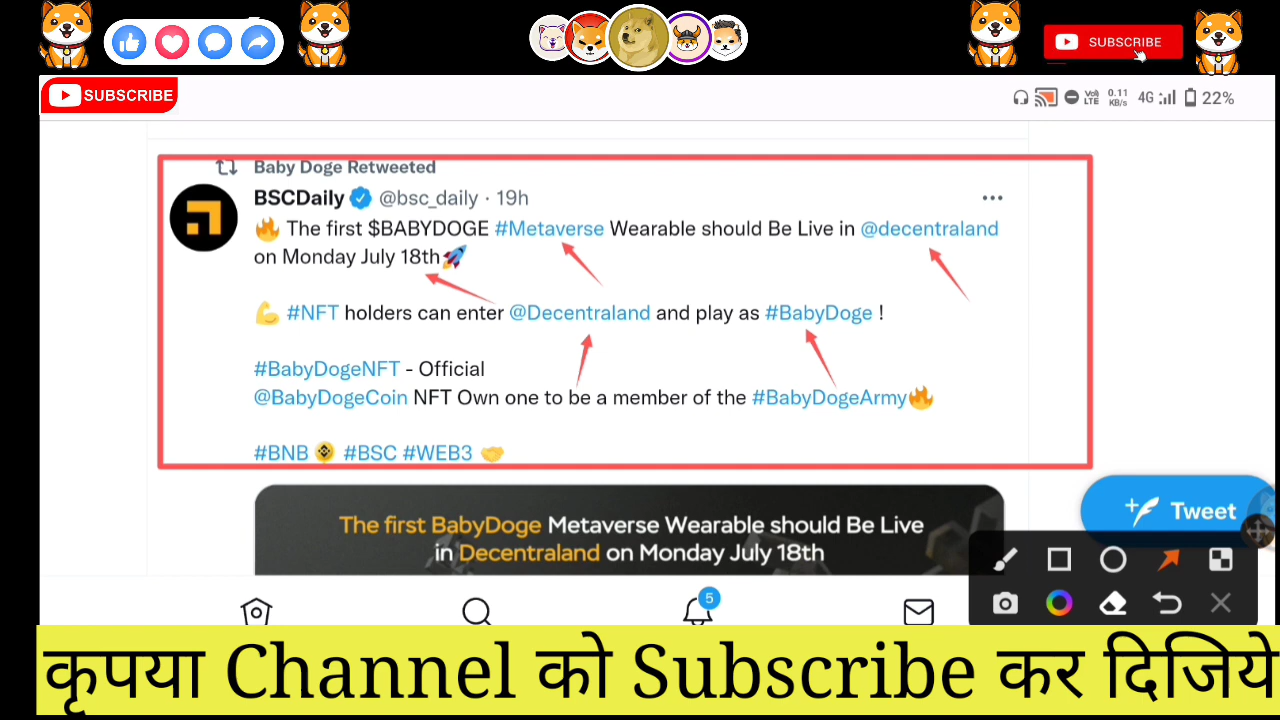 SUBSCRIBE
SUBSCRIBE
Vo) LTE 0.11 KB/s 4G 22%
Baby Doge Retweeted
BSCDaily @bsc_daily · 19h
🔥 The first $BABYDOGE #Metaverse Wearable should Be Live in @decentraland
on Monday July 18th🚀
💪 #NFT holders can enter @Decentraland and play as #BabyDoge !
#BabyDogeNFT - Official
@BabyDogeCoin NFT Own one to be a member of the #BabyDogeArmy🔥
#BNB #BSC #WEB3 🤝
The first BabyDoge Metaverse Wearable should Be Live
in Decentraland on Monday July 18th
Tweet
5
कृपया Channel को Subscribe कर दिजिये